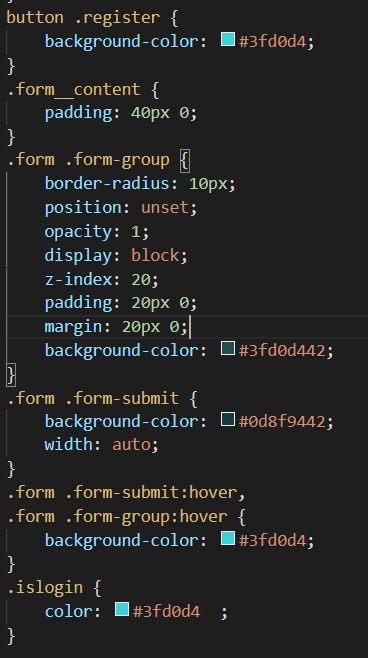 button .register {
    background-color: #3fd0d4;
}
.form__content {
    padding: 40px 0;
}
.form .form-group {
    border-radius: 10px;
    position: unset;
    opacity: 1;
    display: block;
    z-index: 20;
    padding: 20px 0;
    margin: 20px 0;
    background-color: #3fd0d442;
}
.form .form-submit {
    background-color: #0d8f9442;
    width: auto;
}
.form .form-submit:hover,
.form .form-group:hover {
    background-color: #3fd0d4;
}
.islogin {
    color: #3fd0d4  ;
}